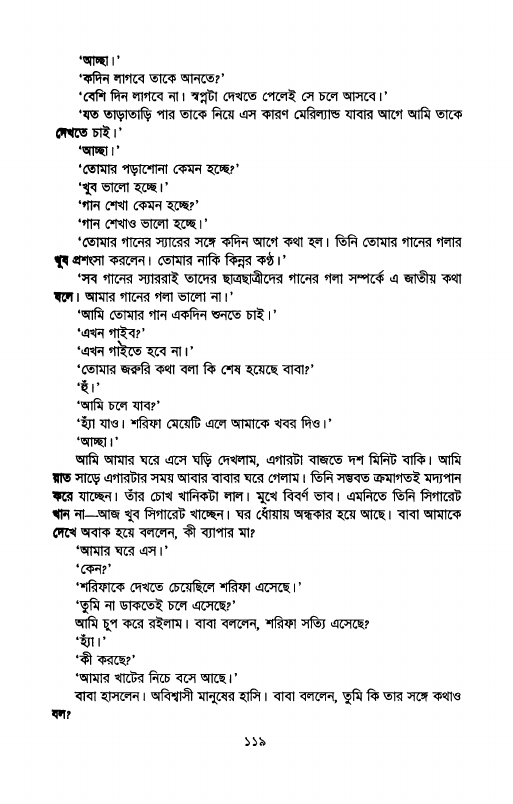 ‘আচ্ছা।’
‘কদিন লাগবে তাকে আনতে?’
‘বেশি দিন লাগবে না। স্বপ্নটা দেখতে পেলেই সে চলে আসবে।’
‘যত তাড়াতাড়ি পার তাকে নিয়ে এস কারণ মেরিল্যান্ড যাবার আগে আমি তাকে
দেখতে চাই।’
‘আচ্ছা।’
‘তোমার পড়াশোনা কেমন হচ্ছে?’
‘খুব ভালো হচ্ছে।’
‘গান শেখা কেমন হচ্ছে?’
‘গান শেখাও ভালো হচ্ছে।’
‘তোমার গানের স্যারের সঙ্গে কদিন আগে কথা হল। তিনি তোমার গানের গলার
খুব প্রশংসা করলেন। তোমার নাকি কিন্নর কণ্ঠ।’
‘সব গানের স্যাররাই তাদের ছাত্রছাত্রীদের গানের গলা সম্পর্কে এ জাতীয় কথা
বলে। আমার গানের গলা ভালো না।’
‘আমি তোমার গান একদিন শুনতে চাই।’
‘এখন গাইব?’
‘এখন গাইতে হবে না।’
‘তোমার জরুরি কথা বলা কি শেষ হয়েছে বাবা?’
‘হুঁ।’
‘আমি চলে যাব?’
‘হ্যাঁ যাও। শরিফা মেয়েটি এলে আমাকে খবর দিও।’
‘আচ্ছা।’
আমি আমার ঘরে এসে ঘড়ি দেখলাম, এগারটা বাজতে দশ মিনিট বাকি। আমি
রাত সাড়ে এগারটার সময় আবার বাবার ঘরে গেলাম। তিনি সম্ভবত ক্রমাগতই মদ্যপান
করে যাচ্ছেন। তাঁর চোখ খানিকটা লাল। মুখে বিবর্ণ ভাব। এমনিতে তিনি সিগারেট
খান না—আজ খুব সিগারেট খাচ্ছেন। ঘর ধোঁয়ায় অন্ধকার হয়ে আছে। বাবা আমাকে
দেখে অবাক হয়ে বললেন, কী ব্যাপার মা?
‘আমার ঘরে এস।’
‘কেন?’
‘শরিফাকে দেখতে চেয়েছিলে শরিফা এসেছে।’
‘তুমি না ডাকতেই চলে এসেছে?’
আমি চুপ করে রইলাম। বাবা বললেন, শরিফা সত্যি এসেছে?
‘হ্যাঁ।’
‘কী করছে?’
‘আমার খাটের নিচে বসে আছে।’
বাবা হাসলেন। অবিশ্বাসী মানুষের হাসি। বাবা বললেন, তুমি কি তার সঙ্গে কথাও
বল?
১১৯